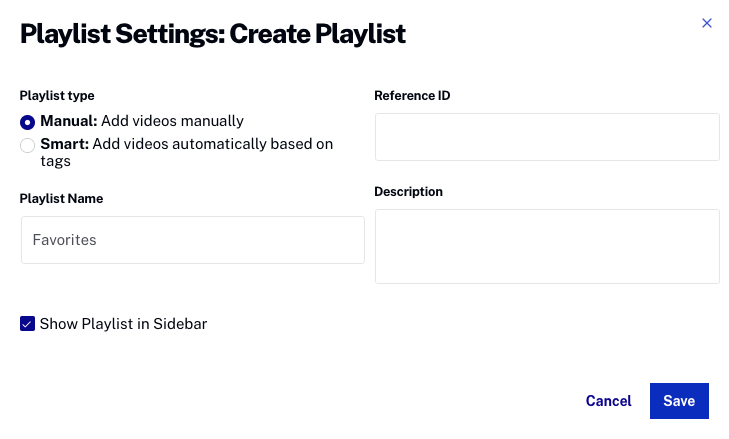 Playlist Settings: Create Playlist
Playlist type
Manual: Add videos manually
Smart: Add videos automatically based on
tags
Playlist Name
Favorites
Show Playlist in Sidebar
Reference ID
Description
Cancel
Save